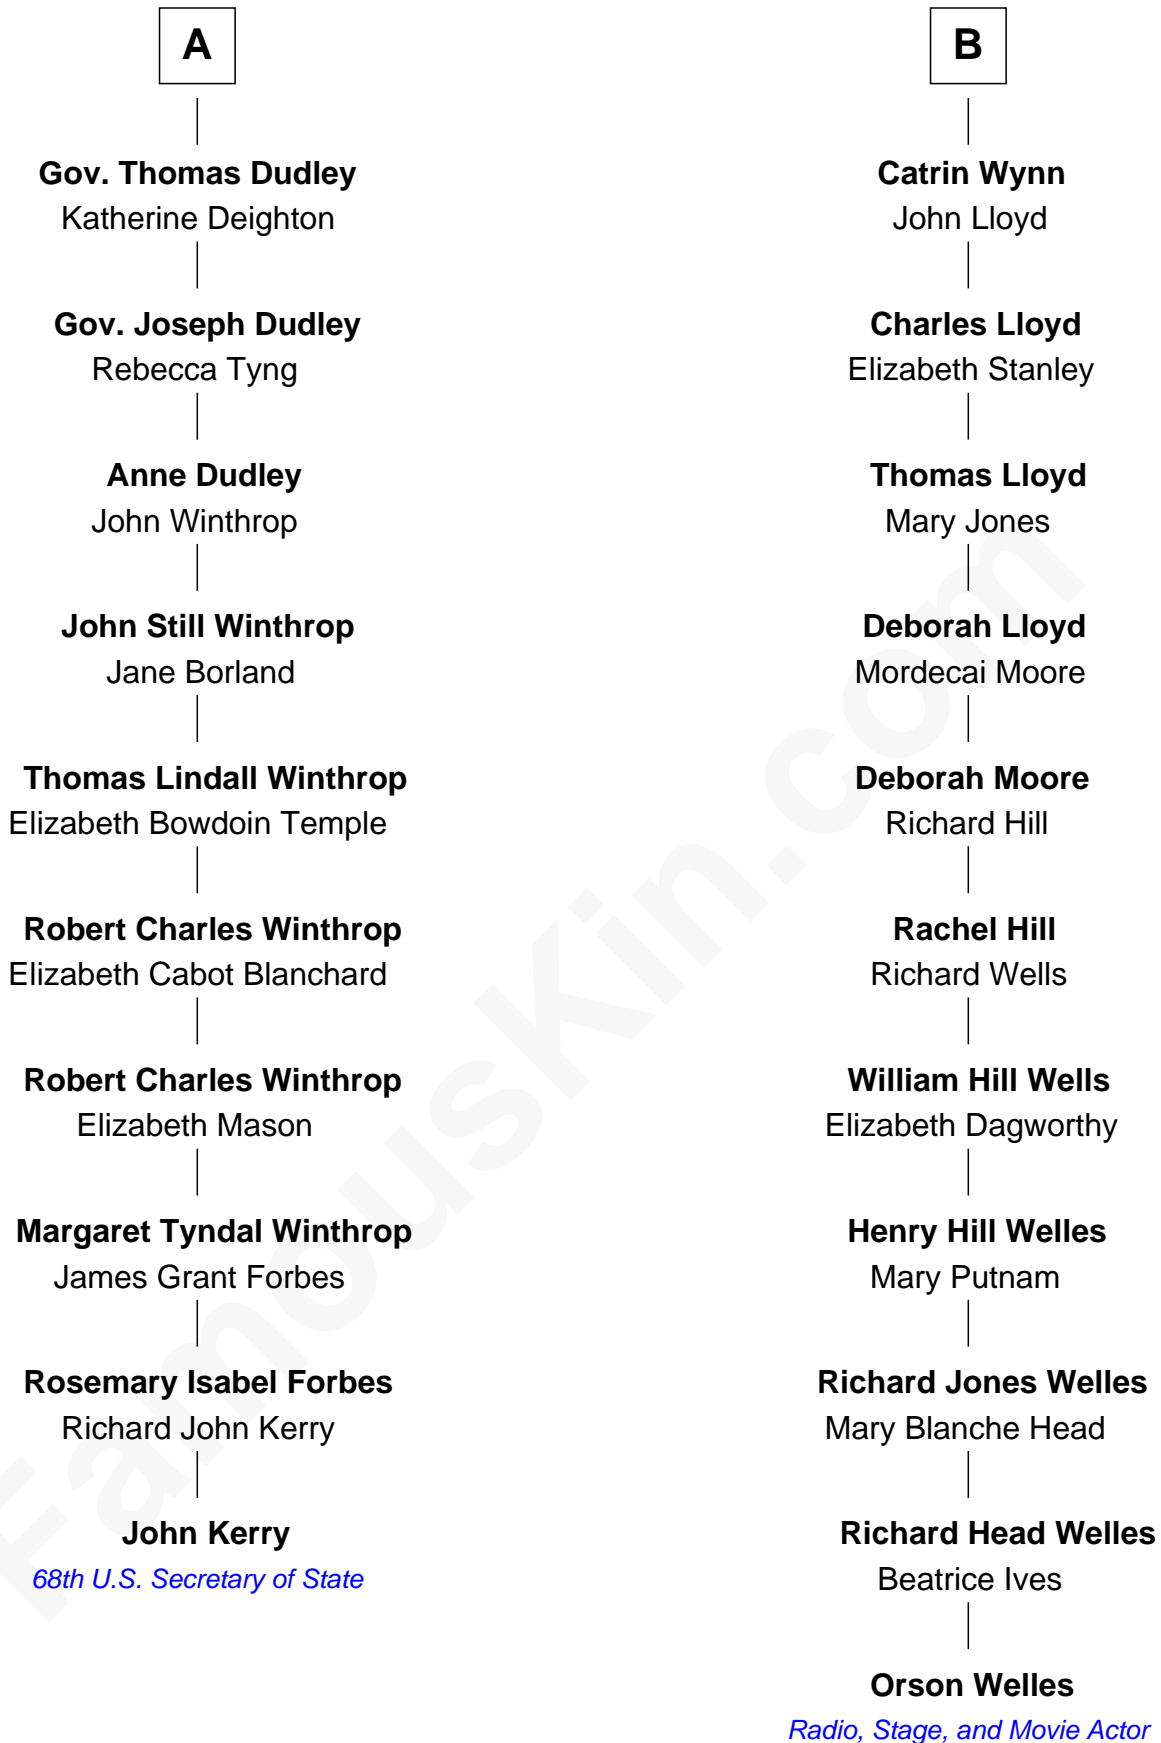 A
Gov. Thomas Dudley
Katherine Deighton
Gov. Joseph Dudley
Rebecca Tyng
Anne Dudley
John Winthrop
John Still Winthrop
Jane Borland
Thomas Lindall Winthrop
Elizabeth Bowdoin Temple
Robert Charles Winthrop
Elizabeth Cabot Blanchard
Robert Charles Winthrop
Elizabeth Mason
Margaret Tyndal Winthrop
James Grant Forbes
Rosemary Isabel Forbes
Richard John Kerry
John Kerry
68th U.S. Secretary of State
B
Catrin Wynn
John Lloyd
Charles Lloyd
Elizabeth Stanley
Thomas Lloyd
Mary Jones
Deborah Lloyd
Mordecai Moore
Deborah Moore
Richard Hill
Rachel Hill
Richard Wells
William Hill Wells
Elizabeth Dagworthy
Henry Hill Welles
Mary Putnam
Richard Jones Welles
Mary Blanche Head
Richard Head Welles
Beatrice Ives
Orson Welles
Radio, Stage, and Movie Actor
FamousKin.com